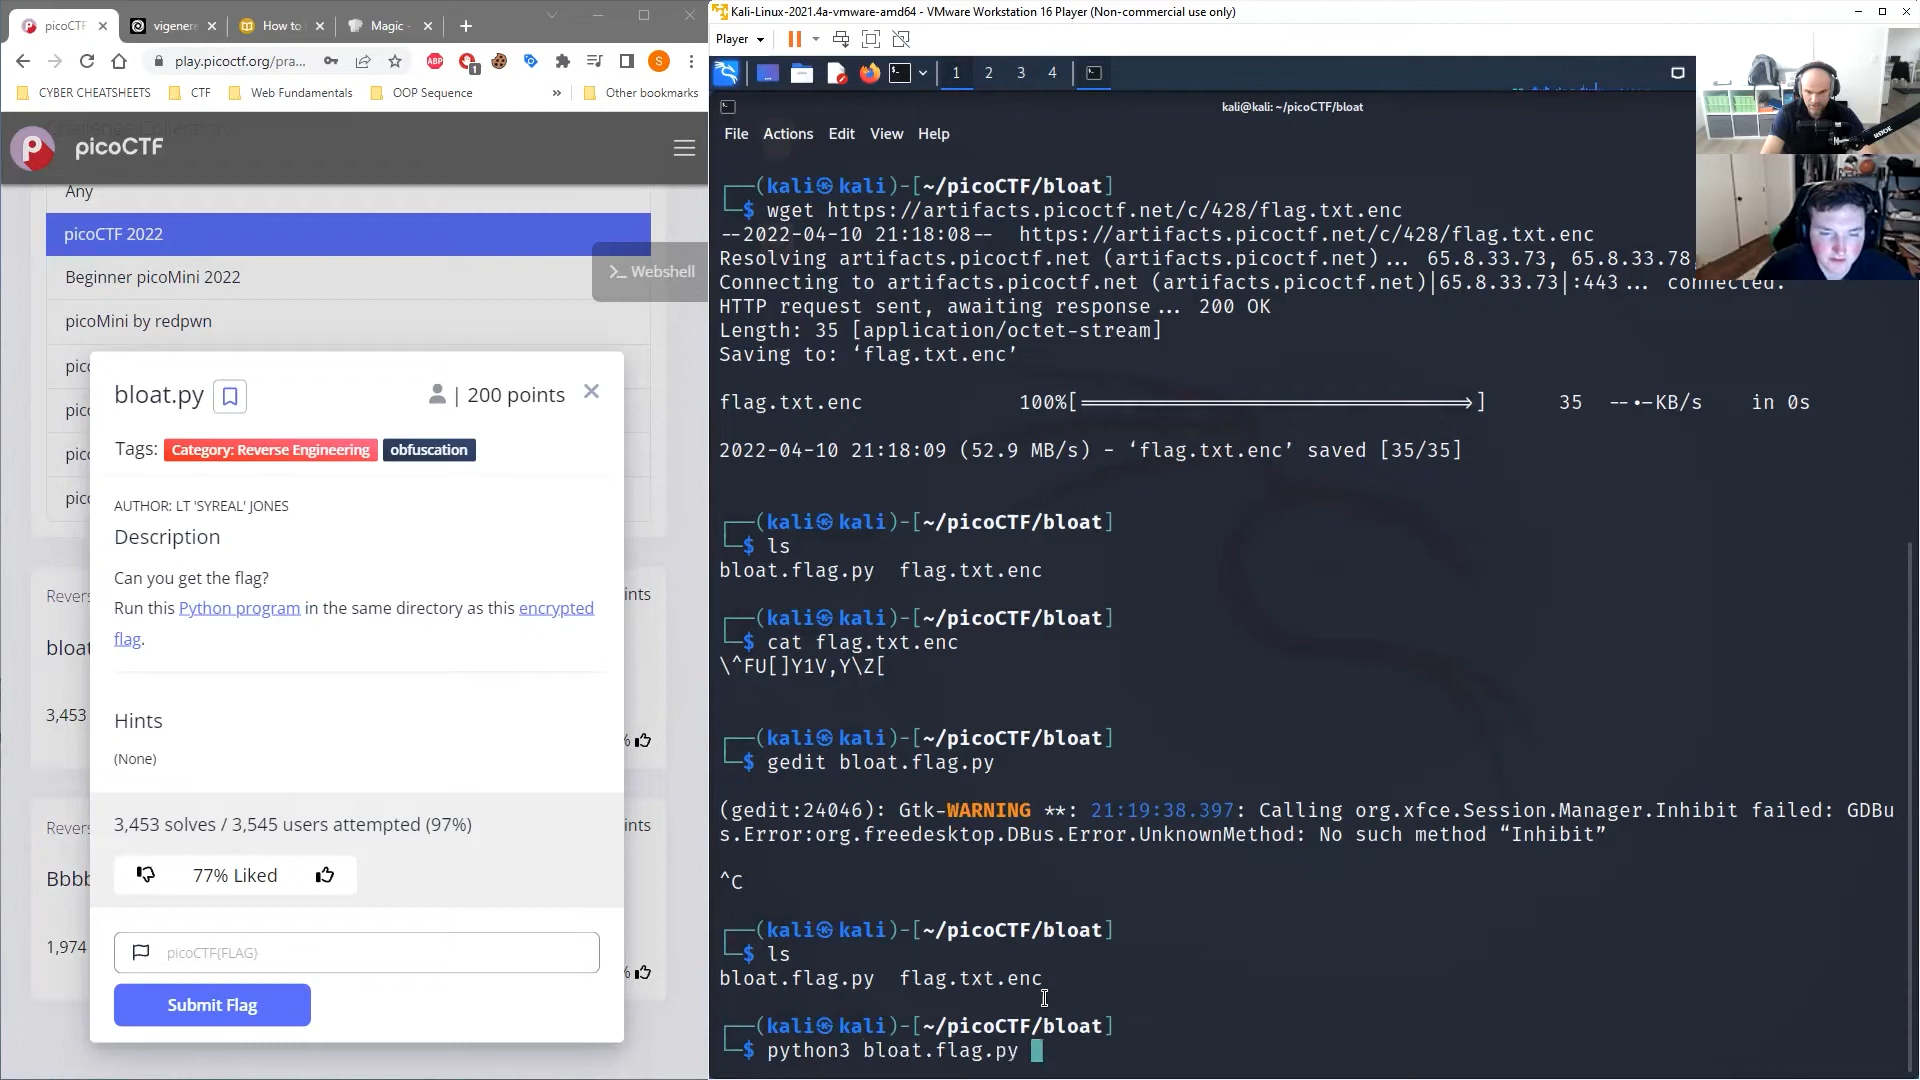 picoCTF
vigenere
How to
Magic
play.picoctf.org/pra...
CYBER CHEATSHEETS
CTF
Web Fundamentals
OOP Sequence
»
Other bookmarks
picoCTF
Any
picoCTF 2022
Webshell
Beginner picoMini 2022
picoMini by redpwn
bloat.py
| 200 points
Tags: Category: Reverse Engineering obfuscation
AUTHOR: LT 'SYREAL' JONES
Description
Can you get the flag?
Run this Python program in the same directory as this encrypted
flag.
Hints
(None)
3,453 solves / 3,545 users attempted (97%)
77% Liked
picoCTF{FLAG}
Submit Flag
Revers
ints
bloat
3,453
%
Revers
ints
Bbbb
1,974
%
Kali-Linux-2021.4a-vmware-amd64 - VMware Workstation 16 Player (Non-commercial use only)
Player
1 2 3 4
kali@kali: ~/picoCTF/bloat
File Actions Edit View Help
┌──(kali㉿kali)-[~/picoCTF/bloat]
└─$ wget https://artifacts.picoctf.net/c/428/flag.txt.enc
--2022-04-10 21:18:08-- https://artifacts.picoctf.net/c/428/flag.txt.enc
Resolving artifacts.picoctf.net (artifacts.picoctf.net)... 65.8.33.73, 65.8.33.78
Connecting to artifacts.picoctf.net (artifacts.picoctf.net)|65.8.33.73|:443... connected.
HTTP request sent, awaiting response... 200 OK
Length: 35 [application/octet-stream]
Saving to: ‘flag.txt.enc’
flag.txt.enc 100%[===================>] 35 --.-KB/s in 0s
2022-04-10 21:18:09 (52.9 MB/s) - ‘flag.txt.enc’ saved [35/35]
┌──(kali㉿kali)-[~/picoCTF/bloat]
└─$ ls
bloat.flag.py flag.txt.enc
┌──(kali㉿kali)-[~/picoCTF/bloat]
└─$ cat flag.txt.enc
\^FU[]Y1V,Y\Z[
┌──(kali㉿kali)-[~/picoCTF/bloat]
└─$ gedit bloat.flag.py
(gedit:24046): Gtk-WARNING **: 21:19:38.397: Calling org.xfce.Session.Manager.Inhibit failed: GDBu
s.Error:org.freedesktop.DBus.Error.UnknownMethod: No such method “Inhibit”
^C
┌──(kali㉿kali)-[~/picoCTF/bloat]
└─$ ls
bloat.flag.py flag.txt.enc
┌──(kali㉿kali)-[~/picoCTF/bloat]
└─$ python3 bloat.flag.py